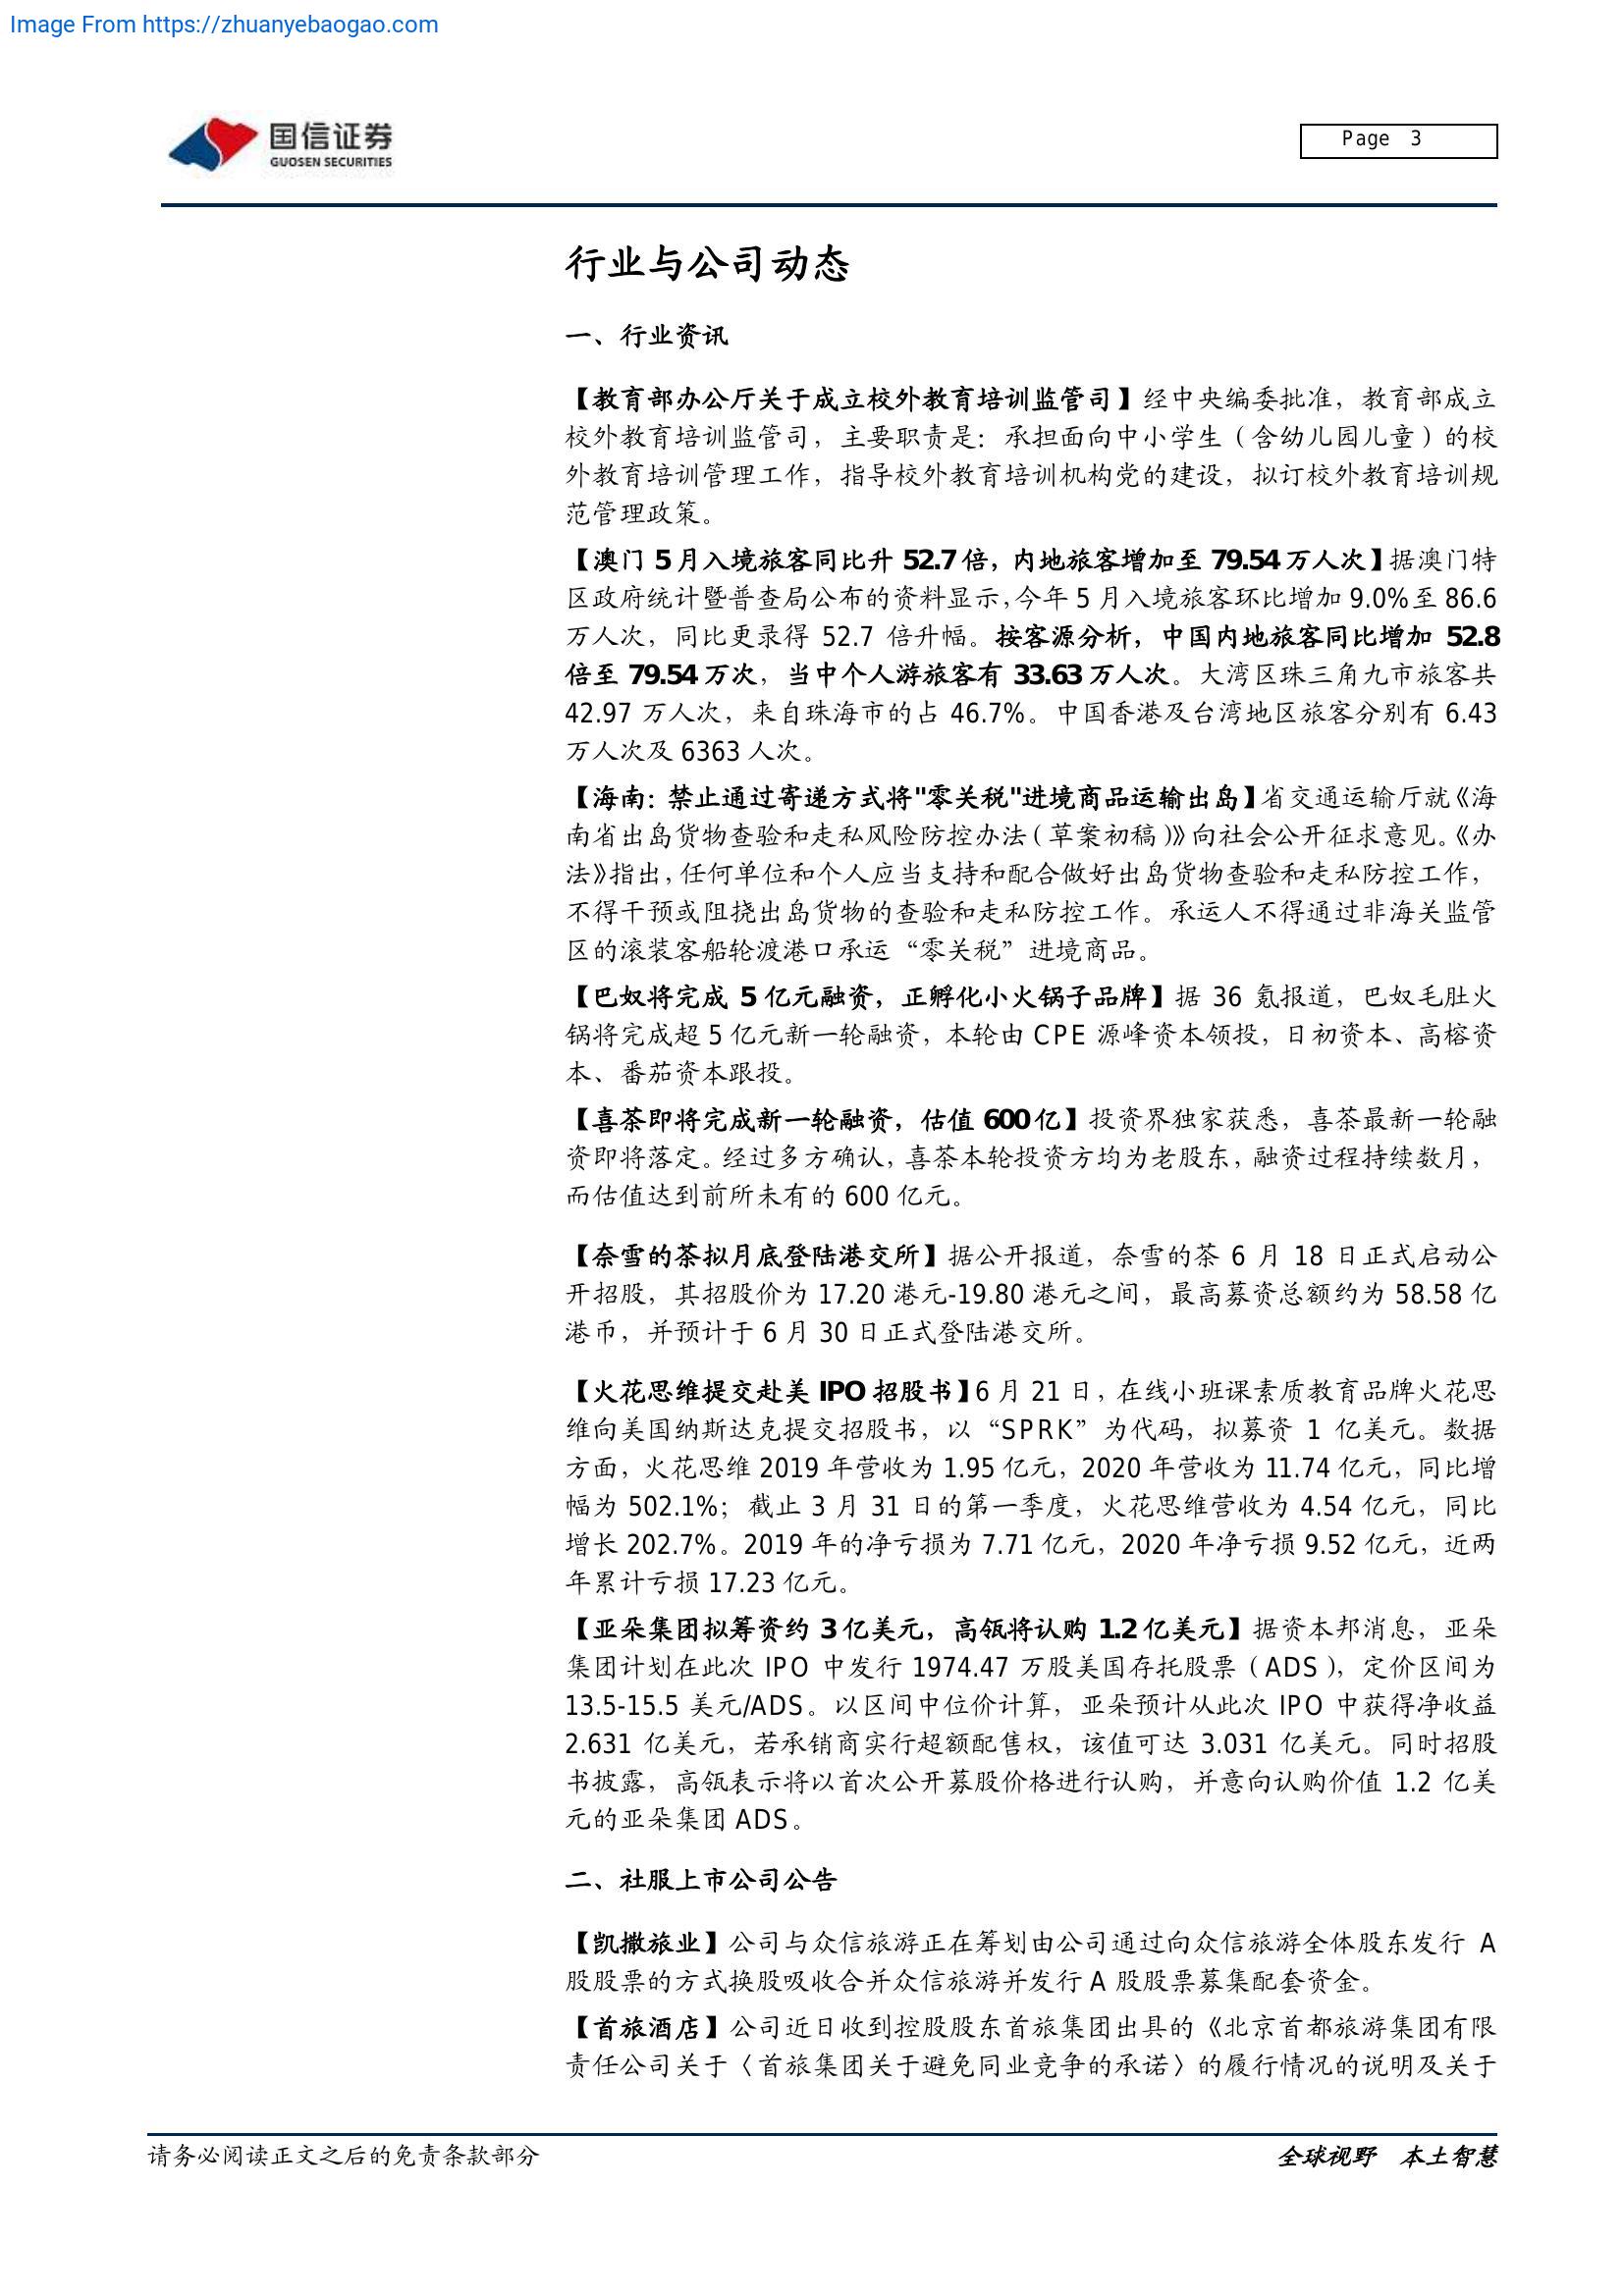 Image From https://zhuanyebaogao.com
国信证券
GUOSEN SECURITIES
Page 3
行业与公司动态
一、行业资讯
【教育部办公厅关于成立校外教育培训监管司】经中央编委批准，教育部成立
校外教育培训监管司，主要职责是：承担面向中小学生（含幼儿园儿童）的校
外教育培训管理工作，指导校外教育培训机构党的建设，拟订校外教育培训规
范管理政策。
【澳门 5 月入境旅客同比升 52.7 倍，内地旅客增加至 79.54 万人次】据澳门特
区政府统计暨普查局公布的资料显示，今年 5 月入境旅客环比增加 9.0%至 86.6
万人次，同比更录得 52.7 倍升幅。按客源分析，中国内地旅客同比增加 52.8
倍至 79.54 万次，当中个人游旅客有 33.63 万人次。大湾区珠三角九市旅客共
42.97 万人次，来自珠海市的占 46.7%。中国香港及台湾地区旅客分别有 6.43
万人次及 6363 人次。
【海南：禁止通过寄递方式将"零关税"进境商品运输出岛】省交通运输厅就《海
南省出岛货物查验和走私风险防控办法（草案初稿）》向社会公开征求意见。《办
法》指出，任何单位和个人应当支持和配合做好出岛货物查验和走私防控工作，
不得干预或阻挠出岛货物的查验和走私防控工作。承运人不得通过非海关监管
区的滚装客船轮渡港口承运“零关税”进境商品。
【巴奴将完成 5 亿元融资，正孵化小火锅子品牌】据 36 氪报道，巴奴毛肚火
锅将完成超 5 亿元新一轮融资，本轮由 CPE 源峰资本领投，日初资本、高榕资
本、番茄资本跟投。
【喜茶即将完成新一轮融资，估值 600 亿】投资界独家获悉，喜茶最新一轮融
资即将落定。经过多方确认，喜茶本轮投资方均为老股东，融资过程持续数月，
而估值达到前所未有的 600 亿元。
【奈雪的茶拟月底登陆港交所】据公开报道，奈雪的茶 6 月 18 日正式启动公
开招股，其招股价为 17.20 港元-19.80 港元之间，最高募资总额约为 58.58 亿
港币，并预计于 6 月 30 日正式登陆港交所。
【火花思维提交赴美 IPO 招股书】6 月 21 日，在线小班课素质教育品牌火花思
维向美国纳斯达克提交招股书，以“SPRK”为代码，拟募资 1 亿美元。数据
方面，火花思维 2019 年营收为 1.95 亿元，2020 年营收为 11.74 亿元，同比增
幅为 502.1%；截止 3 月 31 日的第一季度，火花思维营收为 4.54 亿元，同比
增长 202.7%。2019 年的净亏损为 7.71 亿元，2020 年净亏损 9.52 亿元，近两
年累计亏损 17.23 亿元。
【亚朵集团拟筹资约 3 亿美元，高瓴将认购 1.2 亿美元】据资本邦消息，亚朵
集团计划在此次 IPO 中发行 1974.47 万股美国存托股票（ADS），定价区间为
13.5-15.5 美元/ADS。以区间中位价计算，亚朵预计从此次 IPO 中获得净收益
2.631 亿美元，若承销商实行超额配售权，该值可达 3.031 亿美元。同时招股
书披露，高瓴表示将以首次公开募股价格进行认购，并意向认购价值 1.2 亿美
元的亚朵集团 ADS。
二、社服上市公司公告
【凯撒旅业】公司与众信旅游正在筹划由公司通过向众信旅游全体股东发行 A
股股票的方式换股吸收合并众信旅游并发行 A 股股票募集配套资金。
【首旅酒店】公司近日收到控股股东首旅集团出具的《北京首都旅游集团有限
责任公司关于〈首旅集团关于避免同业竞争的承诺〉的履行情况的说明及关于
请务必阅读正文之后的免责条款部分
全球视野 本土智慧